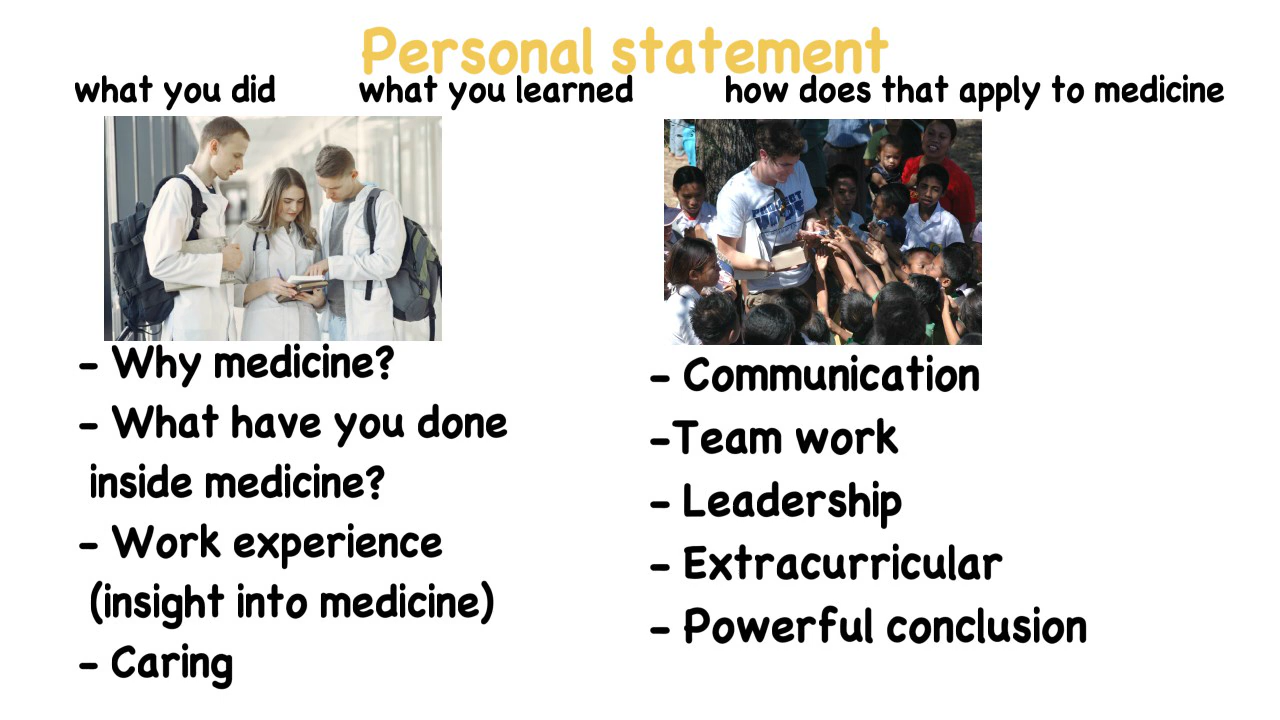 Personal statement
what you did what you learned how does that apply to medicine
- Why medicine?
- What have you done
inside medicine?
- Work experience
(insight into medicine)
- Caring
- Communication
-Team work
- Leadership
- Extracurricular
- Powerful conclusion